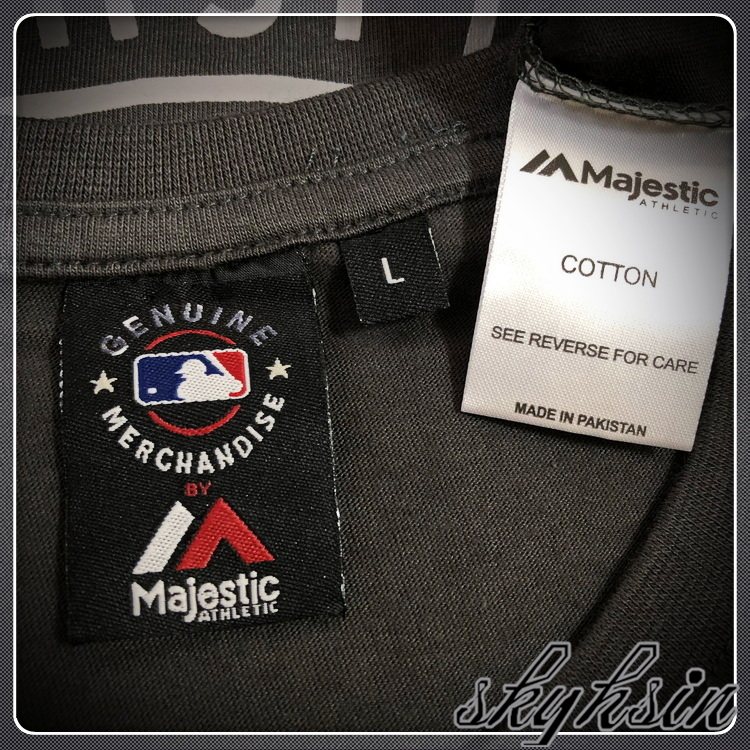 GENUINE
MERCHANDISE
BY
Majestic
ATHLETIC
L
Majestic
ATHLETIC
COTTON
SEE REVERSE FOR CARE
MADE IN PAKISTAN
skyhsin